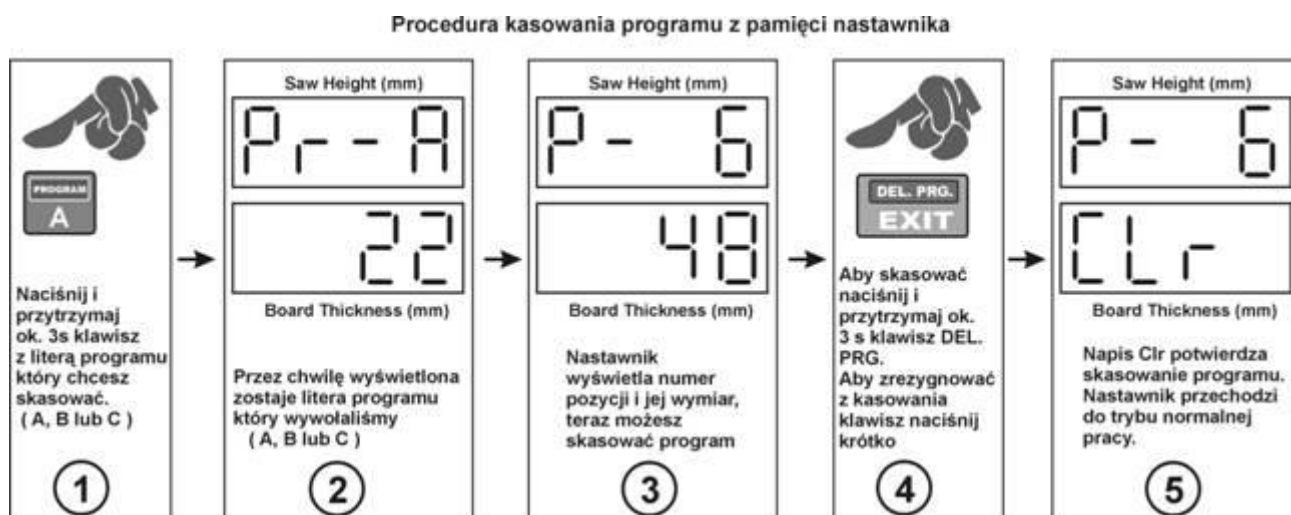 Procedura kasowania programu z pamięci nastawnika
PROGRAM
A
Naciśnij i
przytrzymaj
ok. 3s klawisz
z literą programu
który chcesz
skasować.
( A, B lub C )
1
Saw Height (mm)
Pr-A
22
Board Thickness (mm)
Przez chwilę wyświetlona
zostaje litera programu
który wywołaliśmy
( A, B lub C )
2
Saw Height (mm)
P- 6
48
Board Thickness (mm)
Nastawnik
wyświetla numer
pozycji i jej wymiar,
teraz możesz
skasować program
3
DEL. PRG.
EXIT
Aby skasować
naciśnij i
przytrzymaj ok.
3 s klawisz DEL.
PRG.
Aby zrezygnować
z kasowania
klawisz naciśnij
krótko
4
Saw Height (mm)
P- 6
CLr
Board Thickness (mm)
Napis Clr potwierdza
skasowanie programu.
Nastawnik przechodzi
do trybu normalnej
pracy.
5